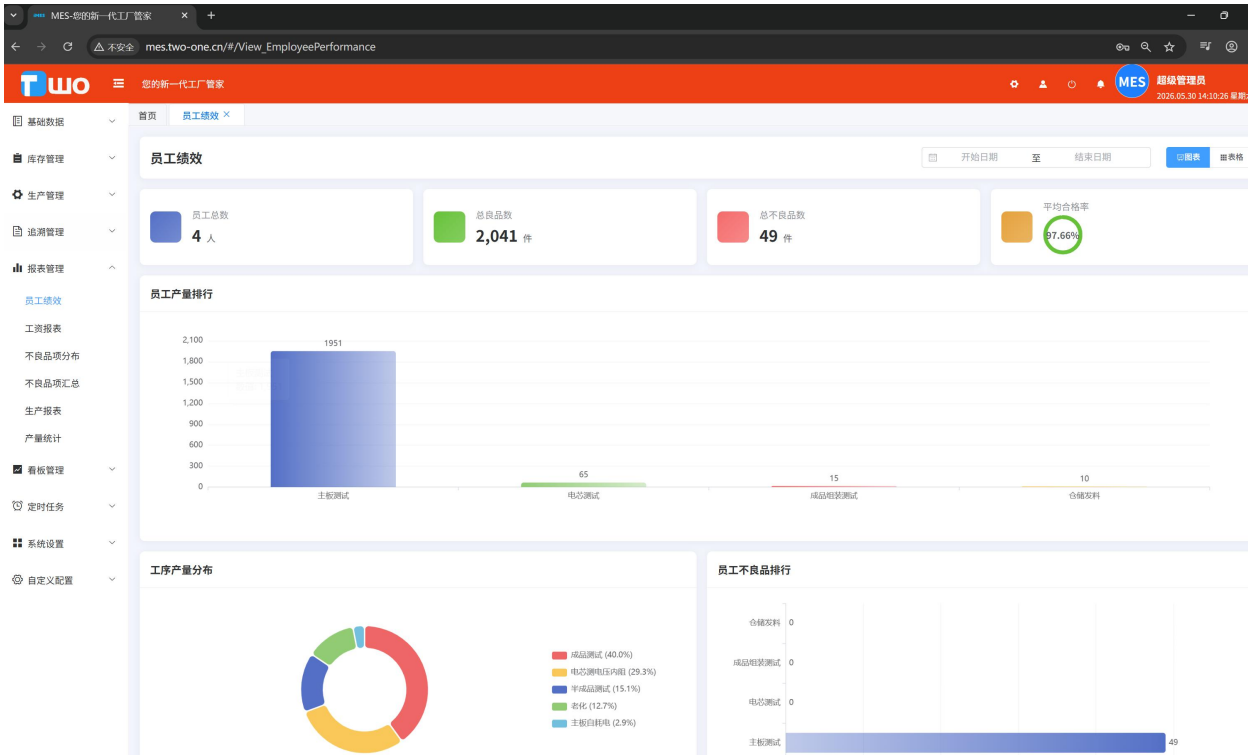 MES MES-您的新一代工厂管家
不安全 mes.two-one.cn/#/View_EmployeePerformance
Two 您的新一代工厂管家
MES 超级管理员
2026.05.30 14:10:26 星期
首页 员工绩效
基础数据
库存管理
生产管理
追溯管理
报表管理
员工绩效
工资报表
不良品项分布
不良品项汇总
生产报表
产量统计
看板管理
定时任务
系统设置
自定义配置
员工绩效 开始日期 至 结束日期 图表 表格
员工总数
4 人
总良品数
2,041 件
总不良品数
49 件
平均合格率
97.66%
员工产量排行
2,100
1,800
1,500
1,200
900
600
300
0
1951
65
15
10
主板测试 电芯测试 成品组装测试 仓储发料
工序产量分布
成品测试 (40.0%)
电芯测电压内阻 (29.3%)
半成品测试 (15.1%)
老化 (12.7%)
主板自耗电 (2.9%)
员工不良品排行
仓储发料 0
成品组装测试 0
电芯测试 0
主板测试 49